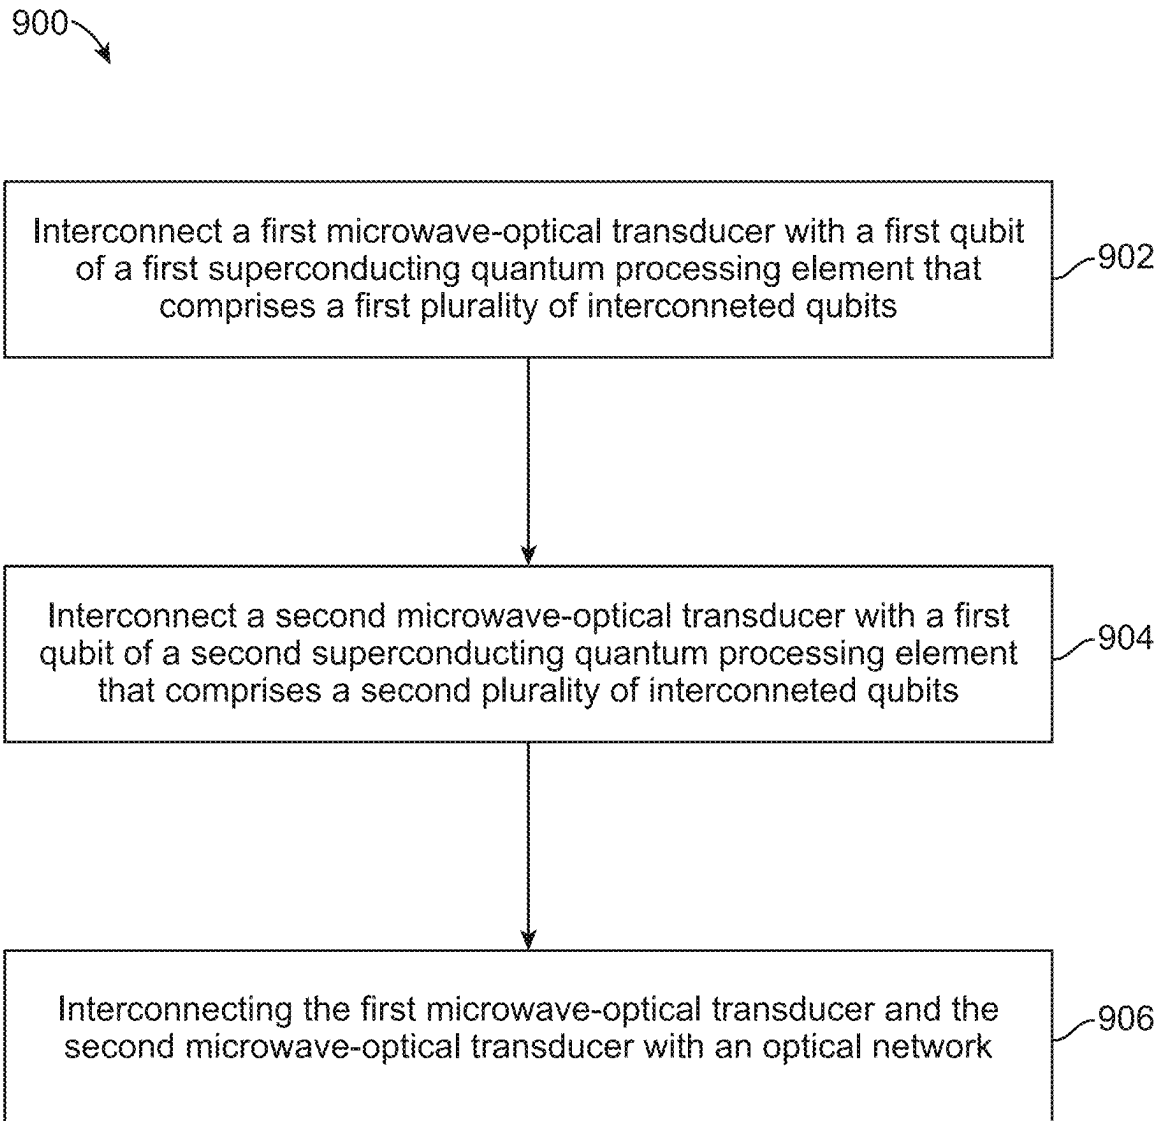 900
Interconnect a first microwave-optical transducer with a first qubit
of a first superconducting quantum processing element that
comprises a first plurality of interconneted qubits
902
Interconnect a second microwave-optical transducer with a first
qubit of a second superconducting quantum processing element
that comprises a second plurality of interconneted qubits
904
Interconnecting the first microwave-optical transducer and the
second microwave-optical transducer with an optical network
906